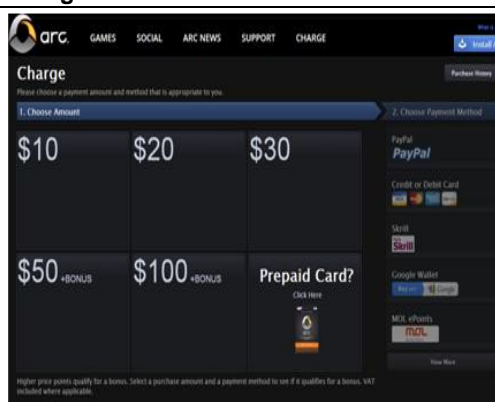 arc. GAMES SOCIAL ARC NEWS SUPPORT CHARGE
Install
Charge
Purchase History
Please choose a payment amount and method that is appropriate to you.
1. Choose Amount
2. Choose Payment Method
$10
$20
$30
$50 +BONUS
$100 +BONUS
Prepaid Card?
Click Here
PayPal
PayPal
Credit or Debit Card
Skrill
Skrill
Google Wallet
Google
MOL ePoints
MOL
View More
Higher price points qualify for a bonus. Select a purchase amount and a payment method to see if it qualifies for a bonus. VAT
included where applicable.